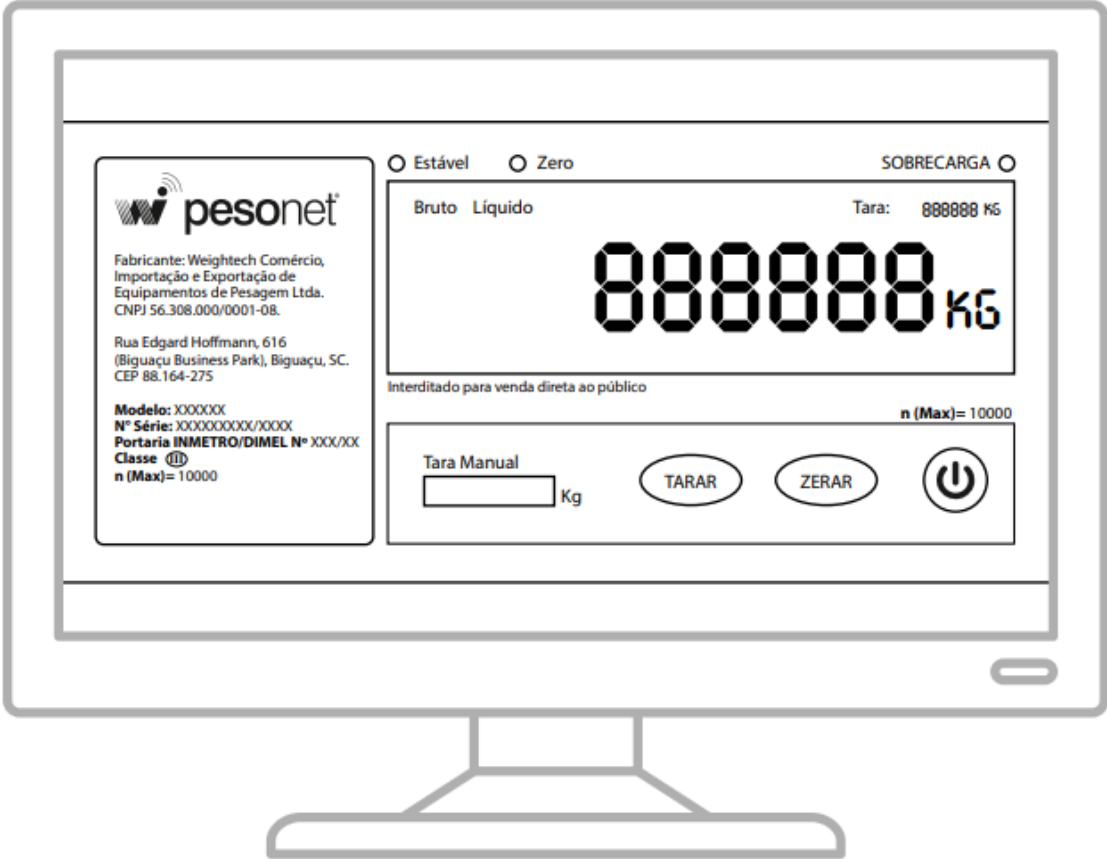 pesonet
Fabricante: Weightech Comércio,
Importação e Exportação de
Equipamentos de Pesagem Ltda.
CNPJ 56.308.000/0001-08.
Rua Edgard Hoffmann, 616
(Biguaçu Business Park), Biguaçu, SC.
CEP 88.164-275
Modelo: XXXXXX
N° Série: XXXXXXXXX/XXXX
Portaria INMETRO/DIMEL Nº XXX/XX
Classe III
n (Max)= 10000
Estável Zero SOBRECARGA
Bruto Líquido Tara: 888888 KG
888888 KG
Interditado para venda direta ao público
n (Max)= 10000
Tara Manual
Kg
TARAR ZERAR